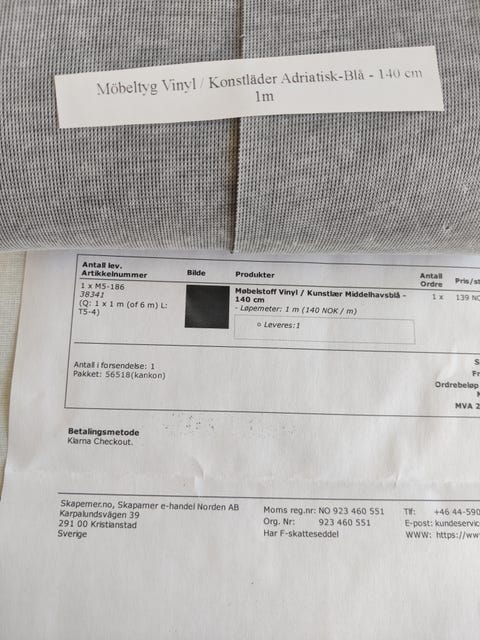 Möbeltyg Vinyl / Konstläder Adriatisk-Blå - 140 cm
1m
Antall lev.
Artikkelnummer
Bilde
Produkter
Antall
Ordre
Pris/st
1 x M5-186
38341
(Q: 1 x 1 m (of 6 m) L:
T5-4)
Møbelstoff Vinyl / Kunstlær Middelhavsblå -
140 cm
- Løpemeter: 1 m (140 NOK / m)
Leveres:1
1 x
139 NO
Antall i forsendelse: 1
Pakket: 56518(kankon)
S
Fr
Ordrebeløp
MVA 2
Betalingsmetode
Klarna Checkout.
Skapemer.no, Skapamer e-handel Norden AB
Karpalundsvägen 39
291 00 Kristianstad
Sverige
Moms reg.nr: NO 923 460 551
Org. Nr: 923 460 551
Har F-skatteseddel
Tlf: +46 44-590
E-post: kundeservic
WWW: https://ww